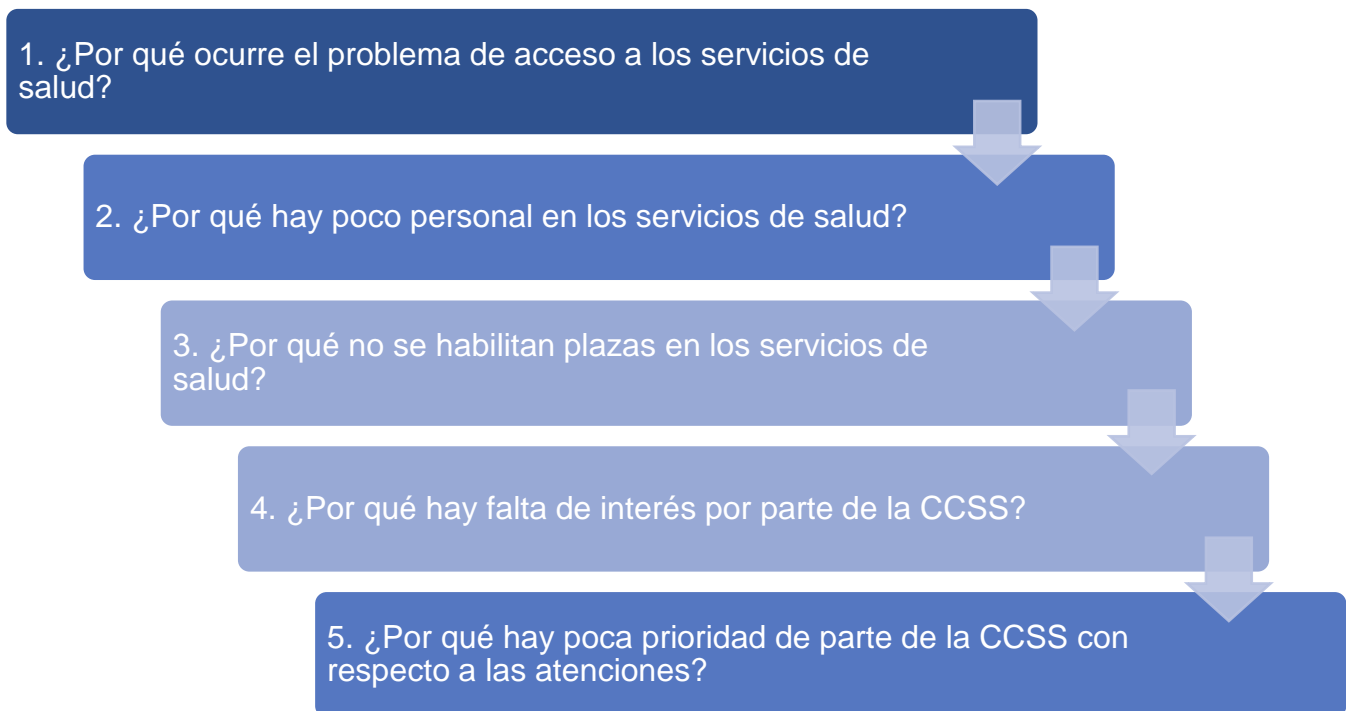 1. ¿Por qué ocurre el problema de acceso a los servicios de
salud?
2. ¿Por qué hay poco personal en los servicios de salud?
3. ¿Por qué no se habilitan plazas en los servicios de
salud?
4. ¿Por qué hay falta de interés por parte de la CCSS?
5. ¿Por qué hay poca prioridad de parte de la CCSS con
respecto a las atenciones?